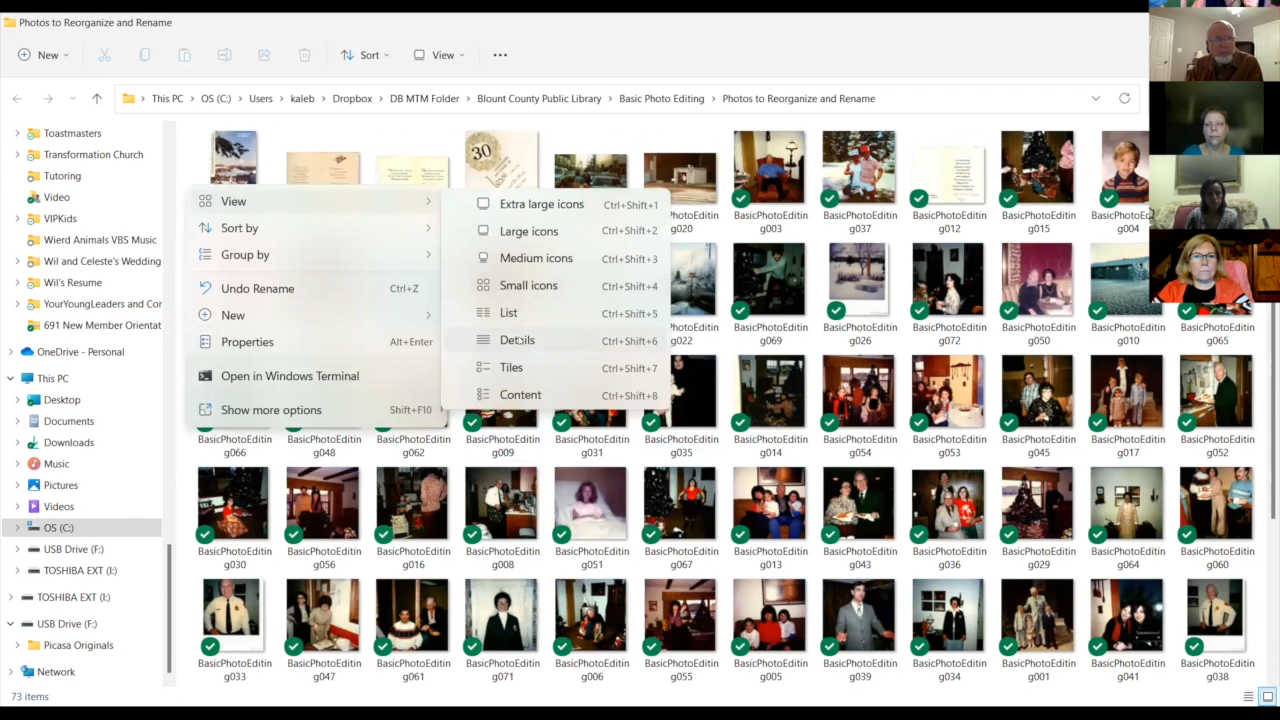 Photos to Reorganize and Rename
New
Sort
View
This PC
OS (C:)
Users
kaleb
Dropbox
DB MTM Folder
Blount County Public Library
Basic Photo Editing
Photos to Reorganize and Rename
Toastmasters
Transformation Church
Tutoring
Video
VIPKids
Wierd Animals VBS Music
Wil and Celeste's Wedding
Wil's Resume
YourYoungLeaders and Cor
691 New Member Orientat
OneDrive - Personal
This PC
Desktop
Documents
Downloads
Music
Pictures
Videos
OS (C:)
USB Drive (F:)
TOSHIBA EXT (I:)
TOSHIBA EXT (I:)
USB Drive (F:)
Picasa Originals
Network
73 items
View
Sort by
Group by
Undo Rename Ctrl+Z
New
Properties Alt+Enter
Open in Windows Terminal
Show more options Shift+F10
Extra large icons Ctrl+Shift+1
Large icons Ctrl+Shift+2
Medium icons Ctrl+Shift+3
Small icons Ctrl+Shift+4
List Ctrl+Shift+5
Details Ctrl+Shift+6
Tiles Ctrl+Shift+7
Content Ctrl+Shift+8
30
BasicPhotoEditin
g020
BasicPhotoEditin
g003
BasicPhotoEditin
g037
BasicPhotoEditin
g012
BasicPhotoEditin
g015
BasicPhotoEditin
g004
BasicPhotoEditin
g022
BasicPhotoEditin
g069
BasicPhotoEditin
g026
BasicPhotoEditin
g072
BasicPhotoEditin
g050
BasicPhotoEditin
g010
BasicPhotoEditin
g065
BasicPhotoEditin
g066
BasicPhotoEditin
g048
BasicPhotoEditin
g062
BasicPhotoEditin
g009
BasicPhotoEditin
g031
BasicPhotoEditin
g035
BasicPhotoEditin
g014
BasicPhotoEditin
g054
BasicPhotoEditin
g053
BasicPhotoEditin
g045
BasicPhotoEditin
g017
BasicPhotoEditin
g052
BasicPhotoEditin
g030
BasicPhotoEditin
g056
BasicPhotoEditin
g016
BasicPhotoEditin
g008
BasicPhotoEditin
g051
BasicPhotoEditin
g067
BasicPhotoEditin
g013
BasicPhotoEditin
g043
BasicPhotoEditin
g036
BasicPhotoEditin
g029
BasicPhotoEditin
g064
BasicPhotoEditin
g060
BasicPhotoEditin
g033
BasicPhotoEditin
g047
BasicPhotoEditin
g061
BasicPhotoEditin
g071
BasicPhotoEditin
g006
BasicPhotoEditin
g055
BasicPhotoEditin
g005
BasicPhotoEditin
g039
BasicPhotoEditin
g034
BasicPhotoEditin
g001
BasicPhotoEditin
g041
BasicPhotoEditin
g038